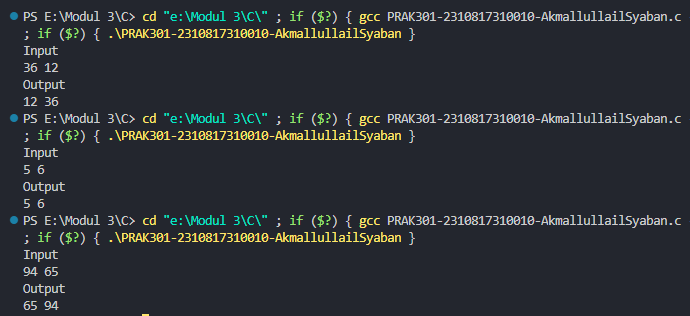 PS E:\Modul 3\C> cd "e:\Modul 3\C\" ; if ($?) { gcc PRAK301-2310817310010-AkmallullailSyaban.c
; if ($?) { .\PRAK301-2310817310010-AkmallullailSyaban }
Input
36 12
Output
12 36
PS E:\Modul 3\C> cd "e:\Modul 3\C\" ; if ($?) { gcc PRAK301-2310817310010-AkmallullailSyaban.c
; if ($?) { .\PRAK301-2310817310010-AkmallullailSyaban }
Input
5 6
Output
5 6
PS E:\Modul 3\C> cd "e:\Modul 3\C\" ; if ($?) { gcc PRAK301-2310817310010-AkmallullailSyaban.c
; if ($?) { .\PRAK301-2310817310010-AkmallullailSyaban }
Input
94 65
Output
65 94